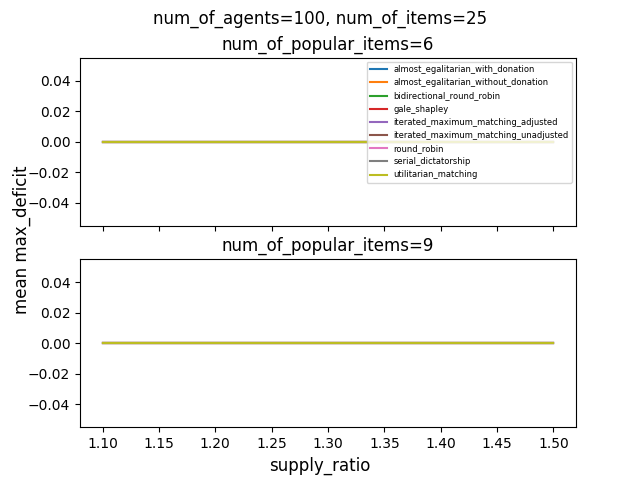 num_of_agents=100, num_of_items=25
num_of_popular_items=6
0.04
0.02
0.00
−0.02
−0.04
almost_egalitarian_with_donation
almost_egalitarian_without_donation
bidirectional_round_robin
gale_shapley
iterated_maximum_matching_adjusted
iterated_maximum_matching_unadjusted
round_robin
serial_dictatorship
utilitarian_matching
mean max_deficit
num_of_popular_items=9
0.04
0.02
0.00
−0.02
−0.04
1.10 1.15 1.20 1.25 1.30 1.35 1.40 1.45 1.50
supply_ratio